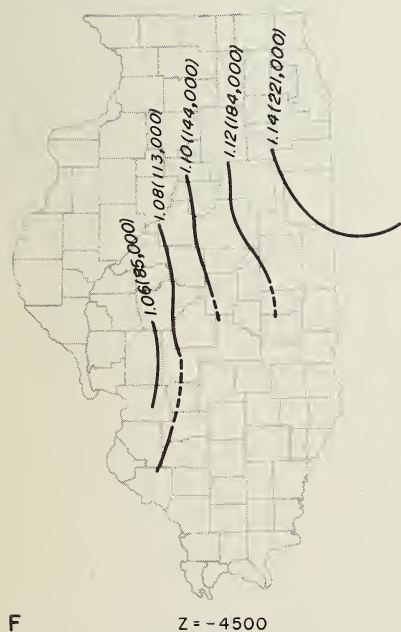 1.06(85,000)
1.08(113,000)
1.10(144,000)
1.12(184,000)
1.14(221,000)
F
Z = -4500